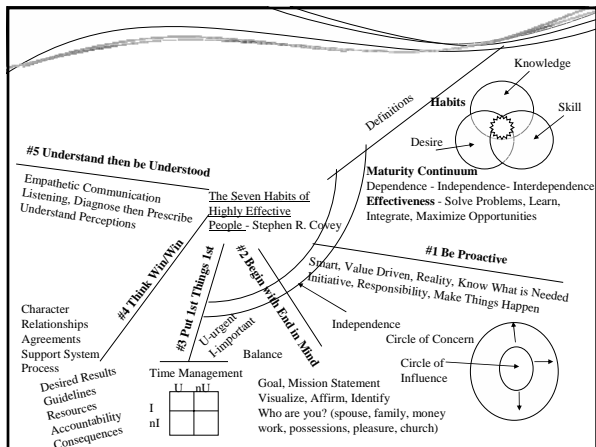 Knowledge
Habits
Skill
Desire
Definitions
Maturity Continuum
Dependence - Independence- Interdependence
Effectiveness - Solve Problems, Learn,
Integrate, Maximize Opportunities
#5 Understand then be Understood
Empathetic Communication
Listening, Diagnose then Prescribe
Understand Perceptions
The Seven Habits of
Highly Effective
People - Stephen R. Covey
#1 Be Proactive
Smart, Value Driven, Reality, Know What is Needed
Initiative, Responsibility, Make Things Happen
#4 Think Win/Win
Character
Relationships
Agreements
Support System
Process
Desired Results
Guidelines
Resources
Accountability
Consequences
#3 Put 1st Things 1st
U-urgent
I-important
Time Management
U nU
I
nI
#2 Begin with End in Mind
Balance
Independence
Goal, Mission Statement
Visualize, Affirm, Identify
Who are you? (spouse, family, money
work, possessions, pleasure, church)
Circle of Concern
Circle of
Influence